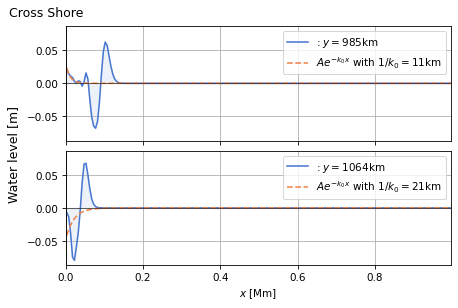 Cross Shore
Water level [m]
0.05
0.00
−0.05
: y = 985km
Ae^{−k₀x} with 1/k₀ = 11km
0.05
0.00
−0.05
: y = 1064km
Ae^{−k₀x} with 1/k₀ = 21km
0.0 0.2 0.4 0.6 0.8
x [Mm]